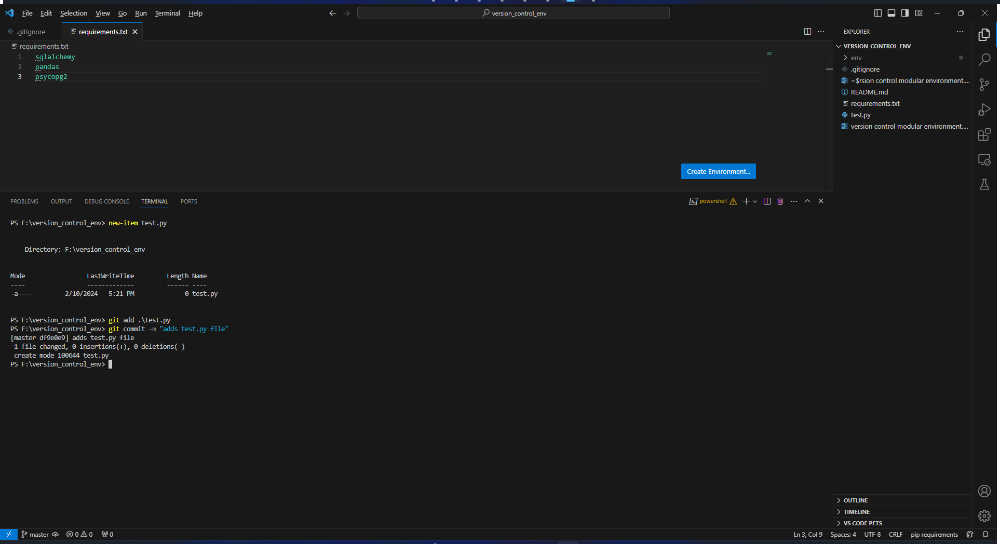 File Edit Selection View Go Run Terminal Help
version_control_env
.gitignore
requirements.txt
requirements.txt
1 sqlalchemy
2 pandas
3 psycopg2
Create Environment...
PROBLEMS OUTPUT DEBUG CONSOLE TERMINAL PORTS
powershell
PS F:\version_control_env> new-item test.py
Directory: F:\version_control_env
Mode LastWriteTime Length Name
---- ------------- ------ ----
-a---- 2/10/2024 5:21 PM 0 test.py
PS F:\version_control_env> git add .\test.py
PS F:\version_control_env> git commit -m "adds test.py file"
[master df9e0e9] adds test.py file
1 file changed, 0 insertions(+), 0 deletions(-)
create mode 100644 test.py
PS F:\version_control_env>
EXPLORER
VERSION_CONTROL_ENV
env
.gitignore
~$rsion control modular environment....
README.md
requirements.txt
test.py
version control modular environment....
OUTLINE
TIMELINE
VS CODE PETS
master 0 0 0
Ln 3, Col 9 Spaces: 4 UTF-8 CRLF pip requirements